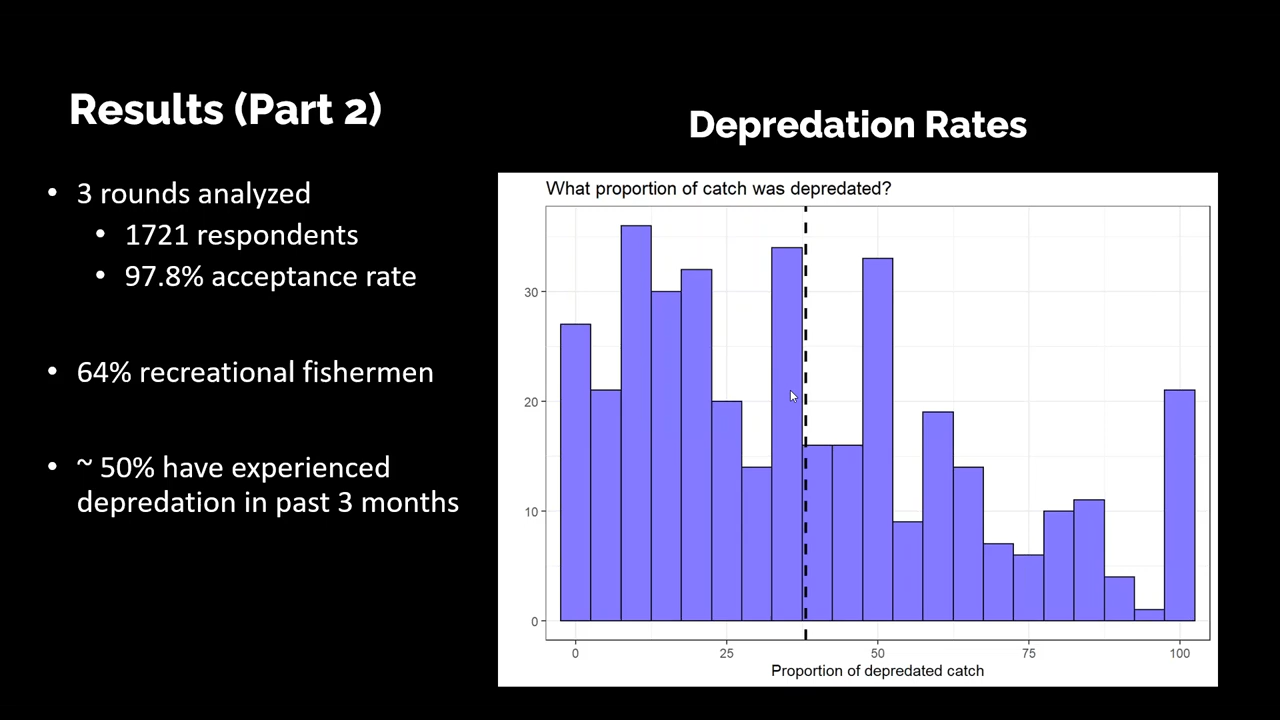 Results (Part 2)
• 3 rounds analyzed
• 1721 respondents
• 97.8% acceptance rate
• 64% recreational fishermen
• ~ 50% have experienced
depredation in past 3 months
Depredation Rates
What proportion of catch was depredated?
30
20
10
0
0 25 50 75 100
Proportion of depredated catch